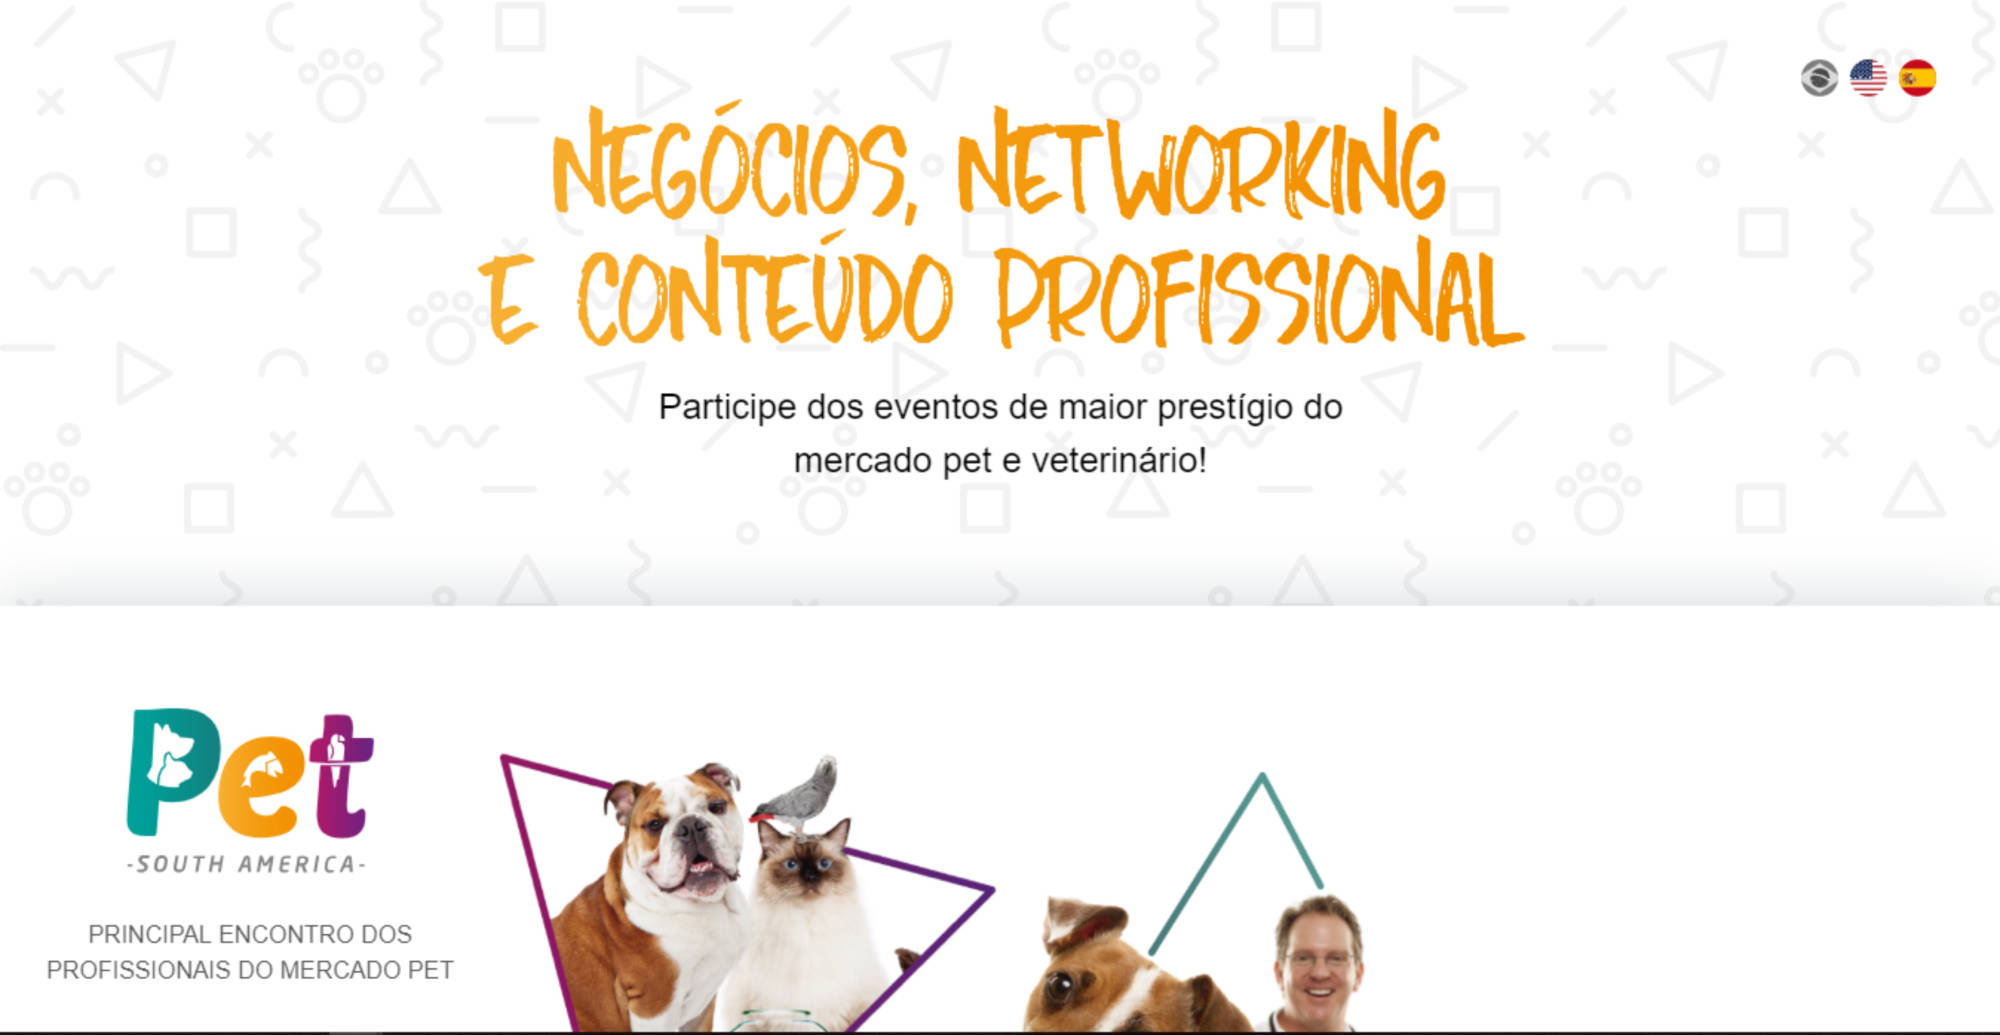 NEGÓCIOS, NETWORKING
E CONTEÚDO PROFISSIONAL
Participe dos eventos de maior prestígio do
mercado pet e veterinário!
Pet
-SOUTH AMERICA-
PRINCIPAL ENCONTRO DOS
PROFISSIONAIS DO MERCADO PET